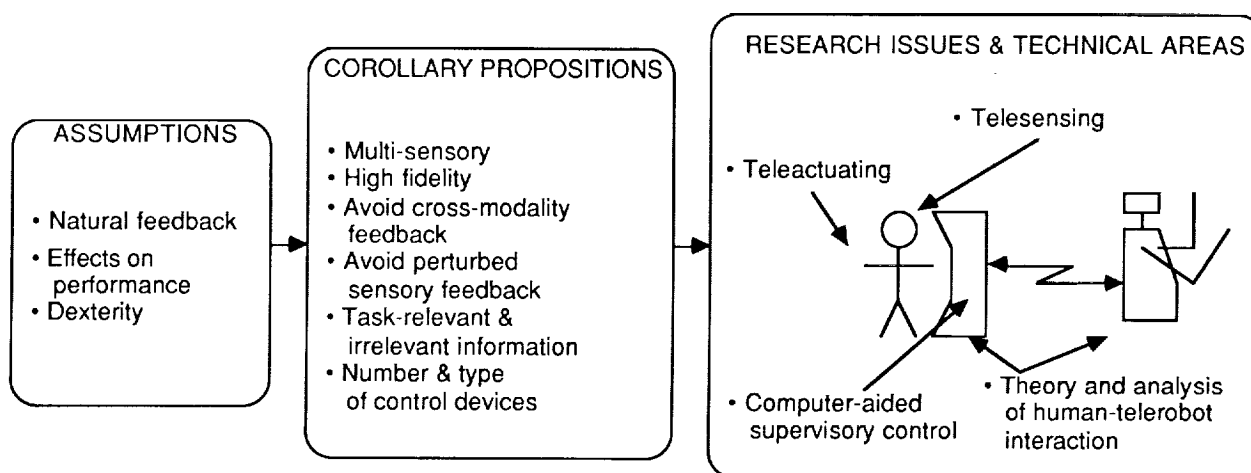 ASSUMPTIONS
• Natural feedback
• Effects on
performance
• Dexterity
COROLLARY PROPOSITIONS
• Multi-sensory
• High fidelity
• Avoid cross-modality
feedback
• Avoid perturbed
sensory feedback
• Task-relevant &
irrelevant information
• Number & type
of control devices
RESEARCH ISSUES & TECHNICAL AREAS
• Telesensing
• Teleactuating
• Computer-aided
supervisory control
• Theory and analysis
of human-telerobot
interaction